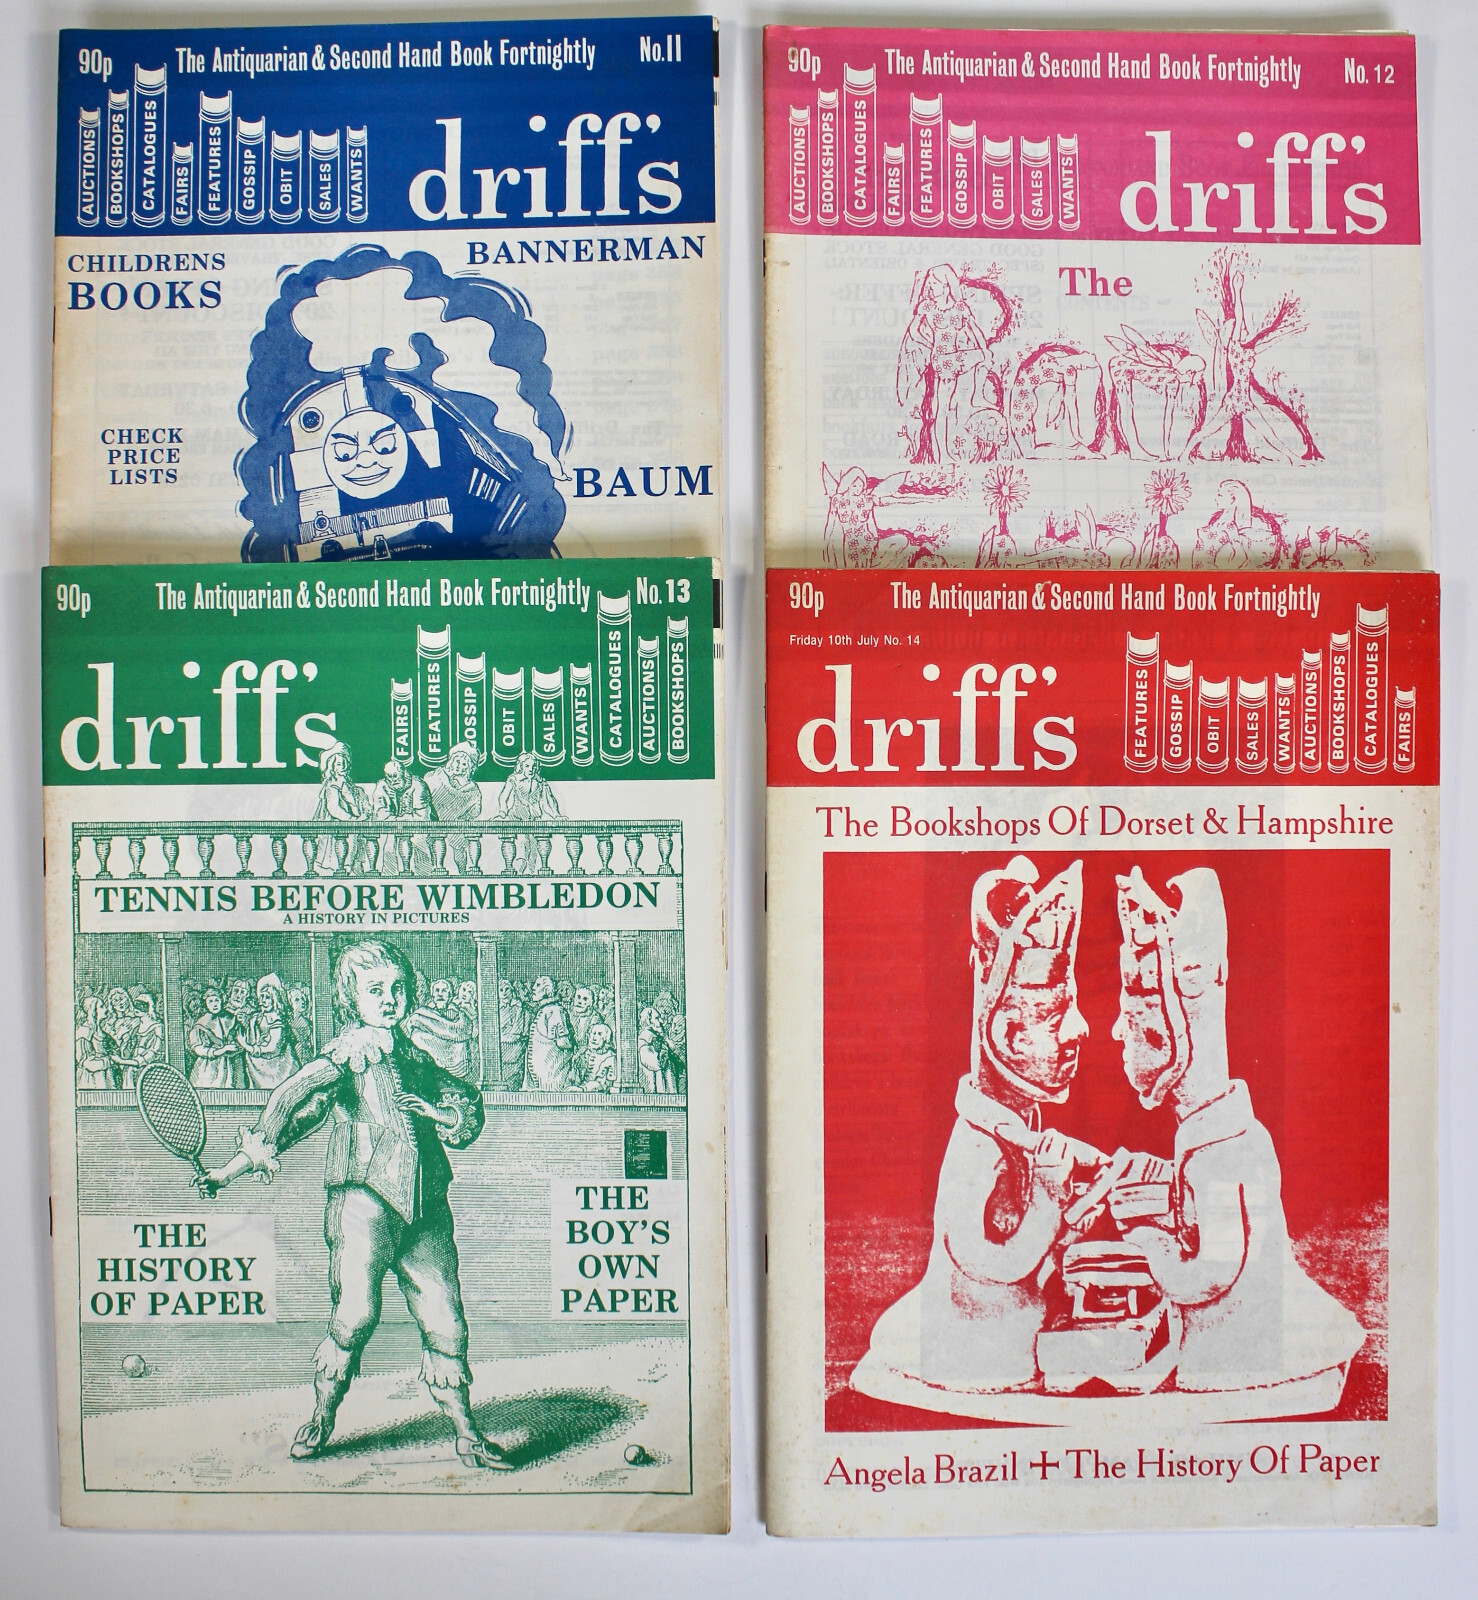 90p The Antiquarian & Second Hand Book Fortnightly No.11
AUCTIONS BOOKSHOPS CATALOGUES FAIRS FEATURES GOSSIP OBIT SALES WANTS
driff's
CHILDRENS
BOOKS
BANNERMAN
CHECK
PRICE
LISTS
BAUM
90p The Antiquarian & Second Hand Book Fortnightly No.12
AUCTIONS BOOKSHOPS CATALOGUES FAIRS FEATURES GOSSIP OBIT SALES WANTS
driff's
The
Book
90p The Antiquarian & Second Hand Book Fortnightly No.13
driff's
FAIRS FEATURES GOSSIP OBIT SALES WANTS CATALOGUES AUCTIONS BOOKSHOPS
TENNIS BEFORE WIMBLEDON
A HISTORY IN PICTURES
THE
HISTORY
OF PAPER
THE
BOY'S
OWN
PAPER
90p The Antiquarian & Second Hand Book Fortnightly
Friday 10th July No. 14
driff's
FEATURES GOSSIP OBIT SALES WANTS AUCTIONS BOOKSHOPS CATALOGUES FAIRS
The Bookshops Of Dorset & Hampshire
Angela Brazil + The History Of Paper